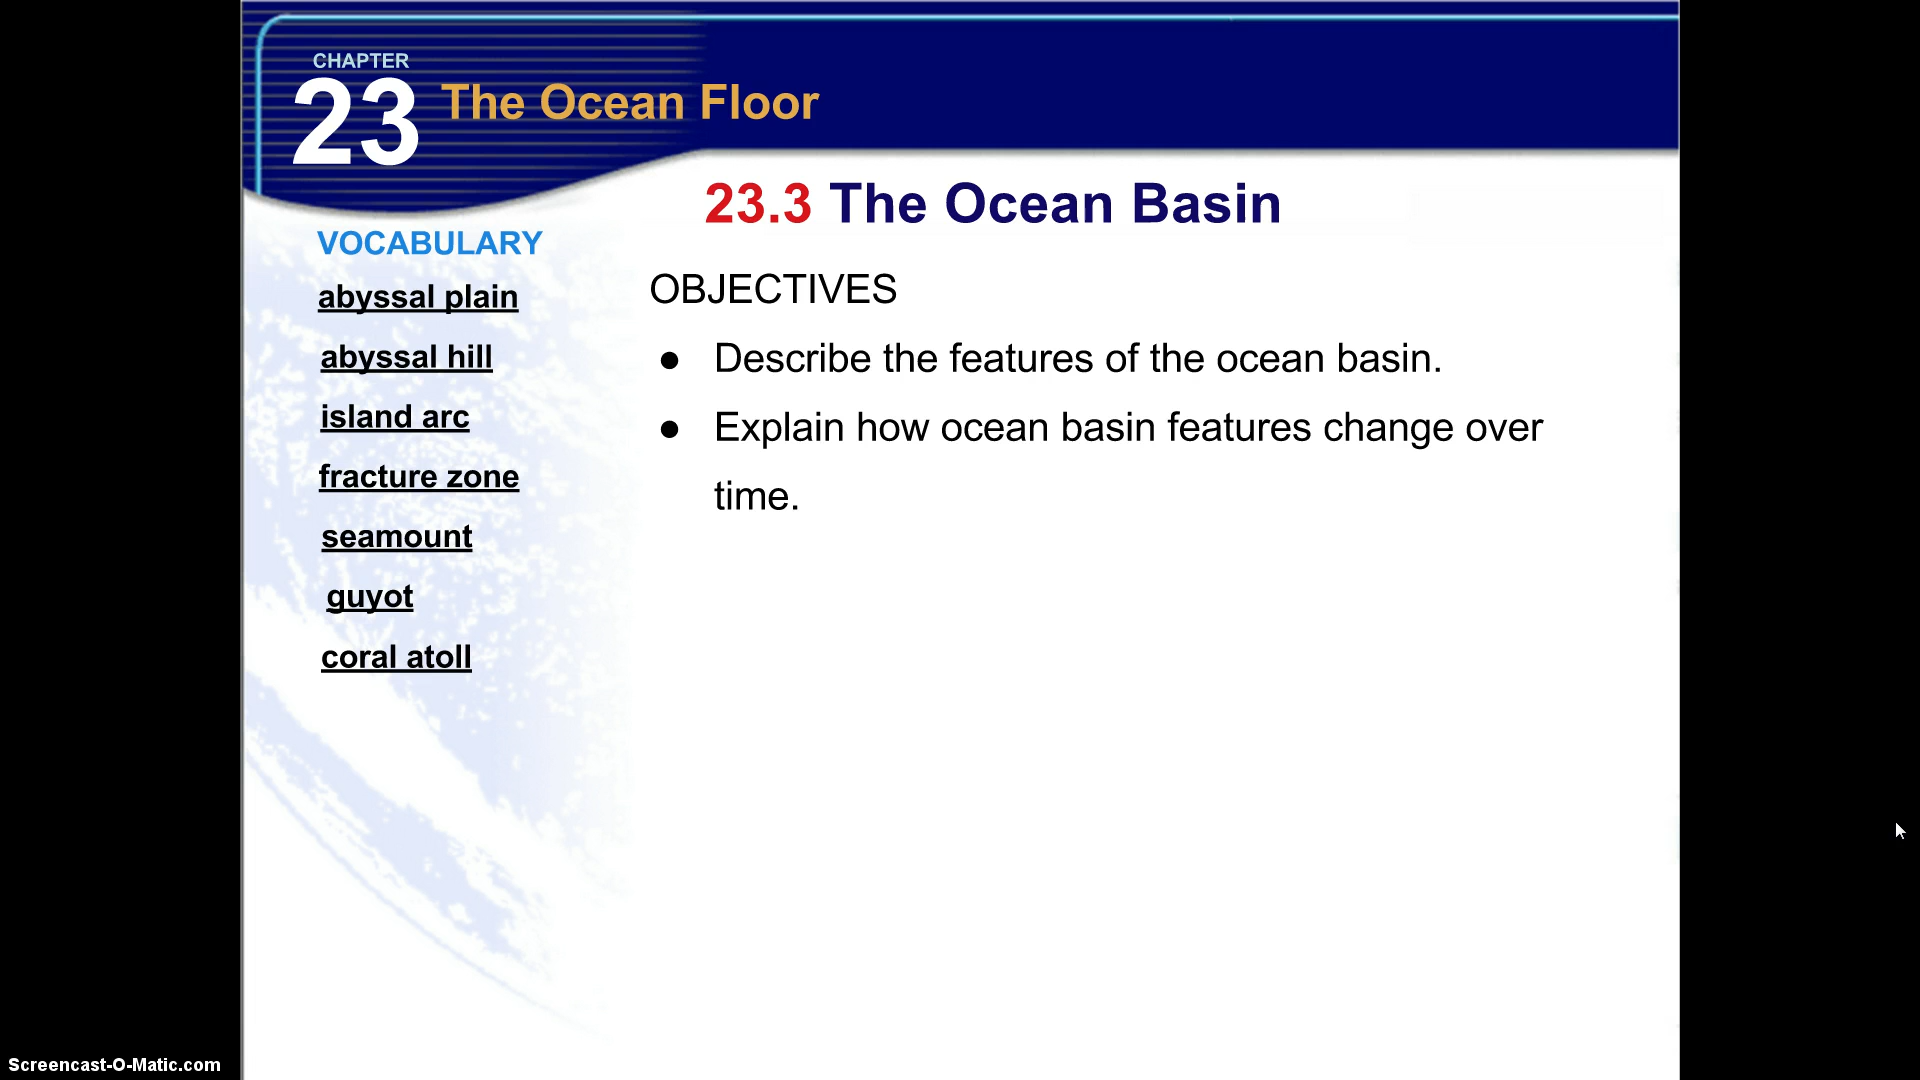 CHAPTER
23 The Ocean Floor
23.3 The Ocean Basin
VOCABULARY
abyssal plain
abyssal hill
island arc
fracture zone
seamount
guyot
coral atoll
OBJECTIVES
● Describe the features of the ocean basin.
● Explain how ocean basin features change over
time.
Screencast-O-Matic.com